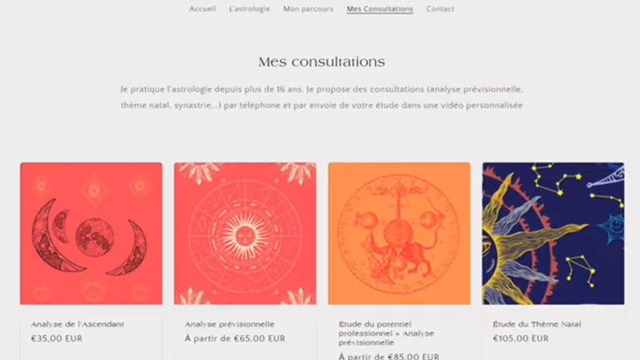 Accueil L'astrologie Mon parcours Mes Consultations Contact
Mes consultations
Je pratique l'astrologie depuis plus de 16 ans. Je propose des consultations (analyse prévisionnelle,
thème natal, synastrie...) par téléphone et par envoie de votre étude dans une vidéo personnalisée
Analyse de l'Ascendant
€35,00 EUR
Analyse prévisionnelle
À partir de €65,00 EUR
Étude du potentiel
professionnel + Analyse
prévisionnelle
À partir de €85,00 EUR
Étude du Thème Natal
€105,00 EUR